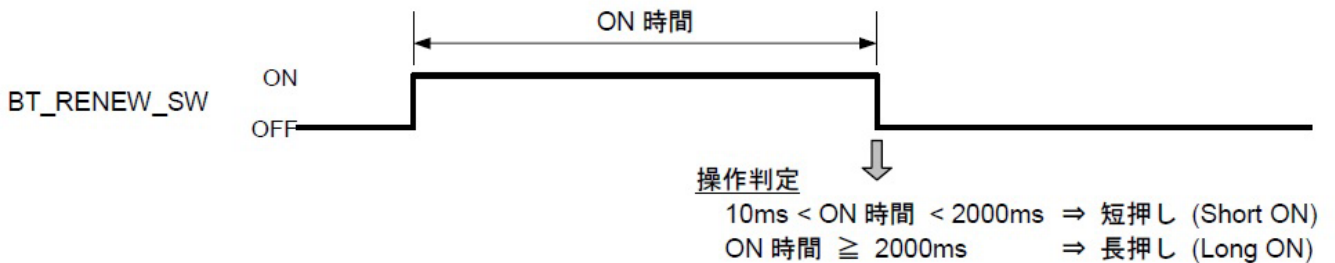 ON 時間
ON
BT_RENEW_SW
OFF
操作判定
10ms < ON 時間 < 2000ms ⇒ 短押し (Short ON)
ON 時間 ≧ 2000ms ⇒ 長押し (Long ON)